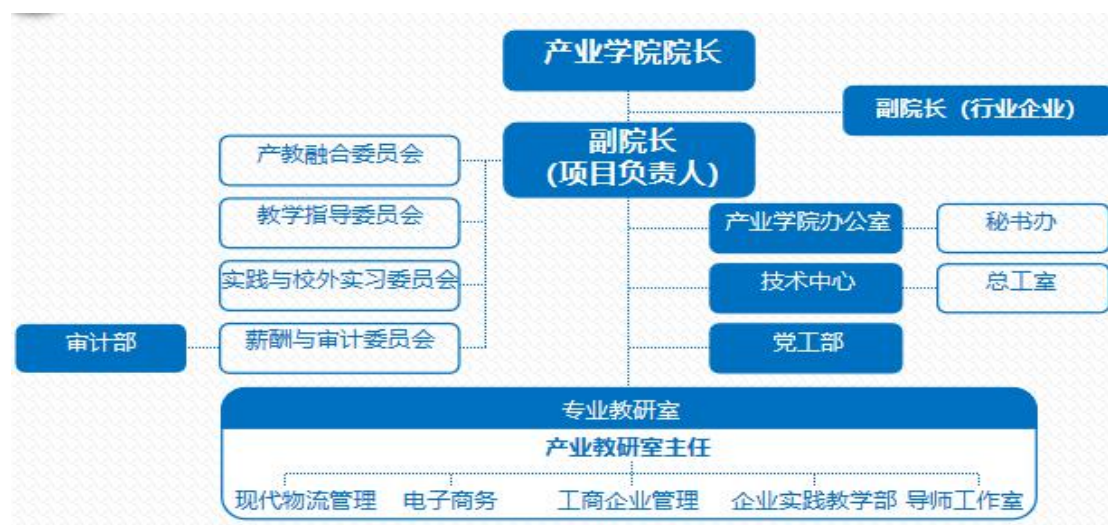 产业学院院长
副院长（行业企业）
副院长
(项目负责人)
产教融合委员会
教学指导委员会
产业学院办公室
秘书办
实践与校外实习委员会
技术中心
总工室
审计部
薪酬与审计委员会
党工部
专业教研室
产业教研室主任
现代物流管理
电子商务
工商企业管理
企业实践教学部
导师工作室